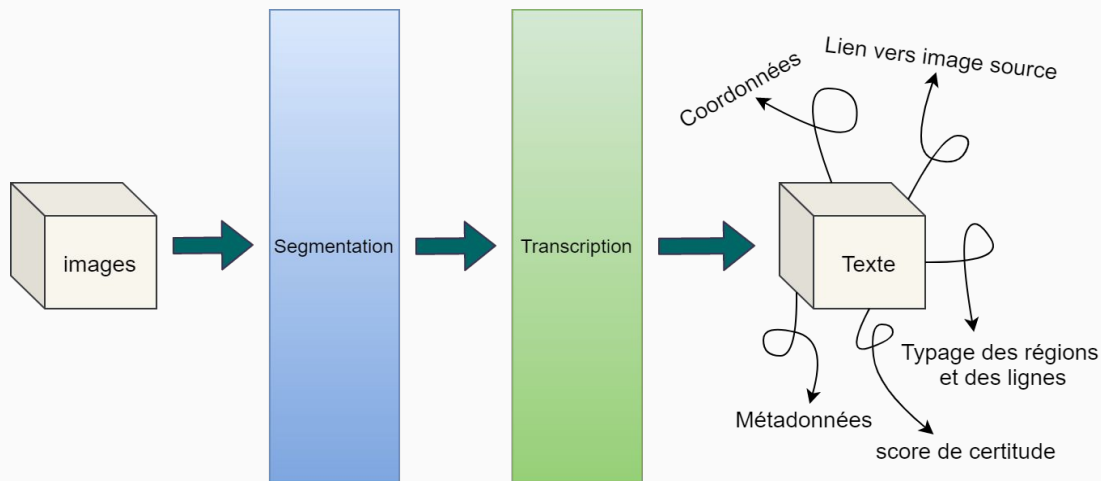 images
Segmentation
Transcription
Texte
Coordonnées
Lien vers image source
Typage des régions
et des lignes
score de certitude
Métadonnées